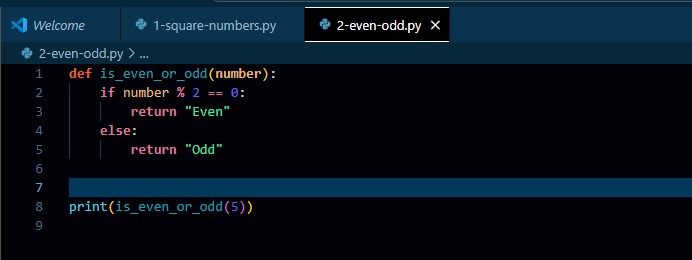 Welcome 1-square-numbers.py 2-even-odd.py ×
2-even-odd.py > ...
1 def is_even_or_odd(number):
2     if number % 2 == 0:
3         return "Even"
4     else:
5         return "Odd"
6
7
8 print(is_even_or_odd(5))
9